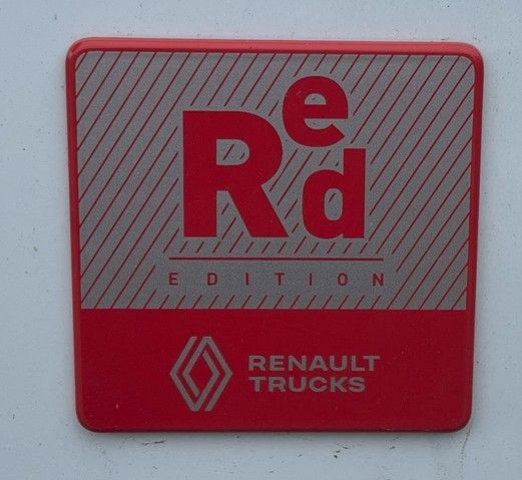 Red
EDITION
RENAULT
TRUCKS